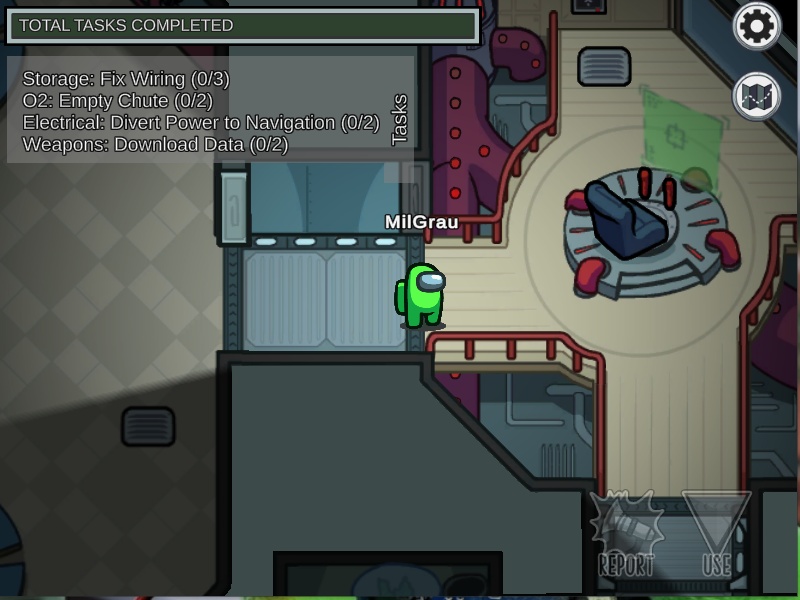 TOTAL TASKS COMPLETED
Storage: Fix Wiring (0/3)
O2: Empty Chute (0/2)
Electrical: Divert Power to Navigation (0/2)
Weapons: Download Data (0/2)
Tasks
MilGrau
REPORT
USE